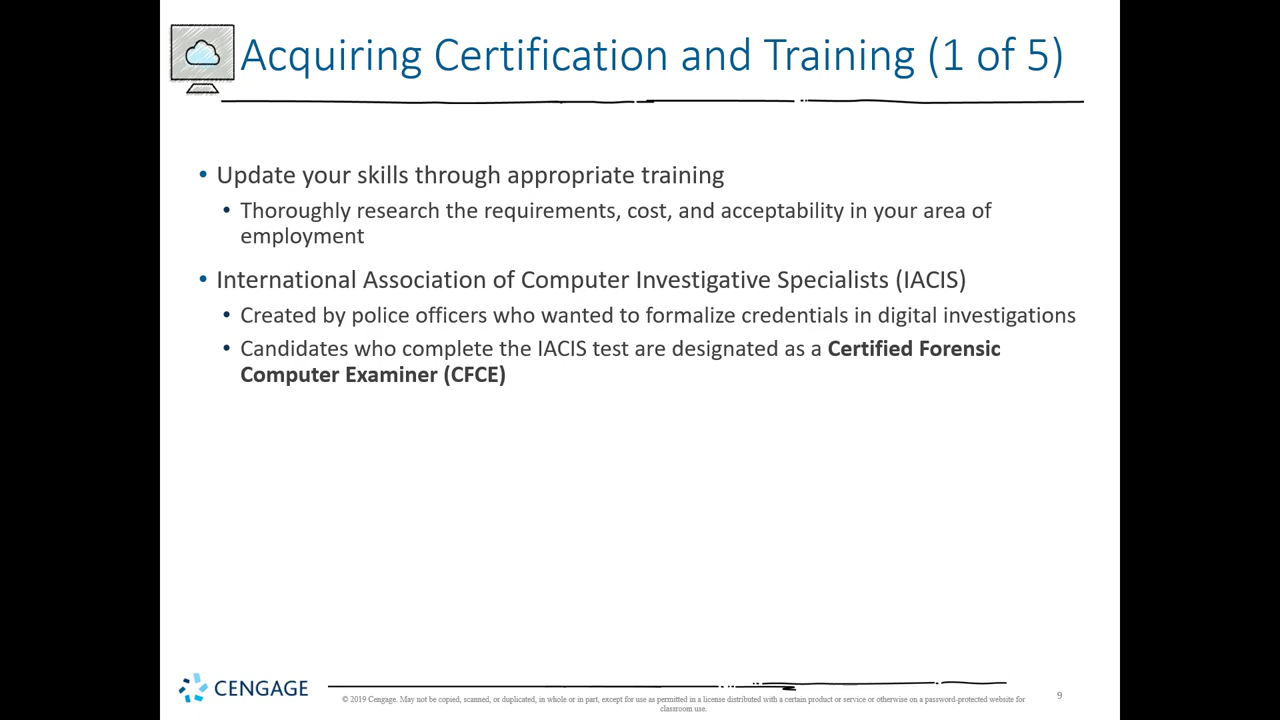 Acquiring Certification and Training (1 of 5)
• Update your skills through appropriate training
• Thoroughly research the requirements, cost, and acceptability in your area of
employment
• International Association of Computer Investigative Specialists (IACIS)
• Created by police officers who wanted to formalize credentials in digital investigations
• Candidates who complete the IACIS test are designated as a Certified Forensic
Computer Examiner (CFCE)
CENGAGE
© 2019 Cengage. May not be copied, scanned, or duplicated, in whole or in part, except for use as permitted in a license distributed with a certain product or service or otherwise on a password-protected website for
classroom use.
9